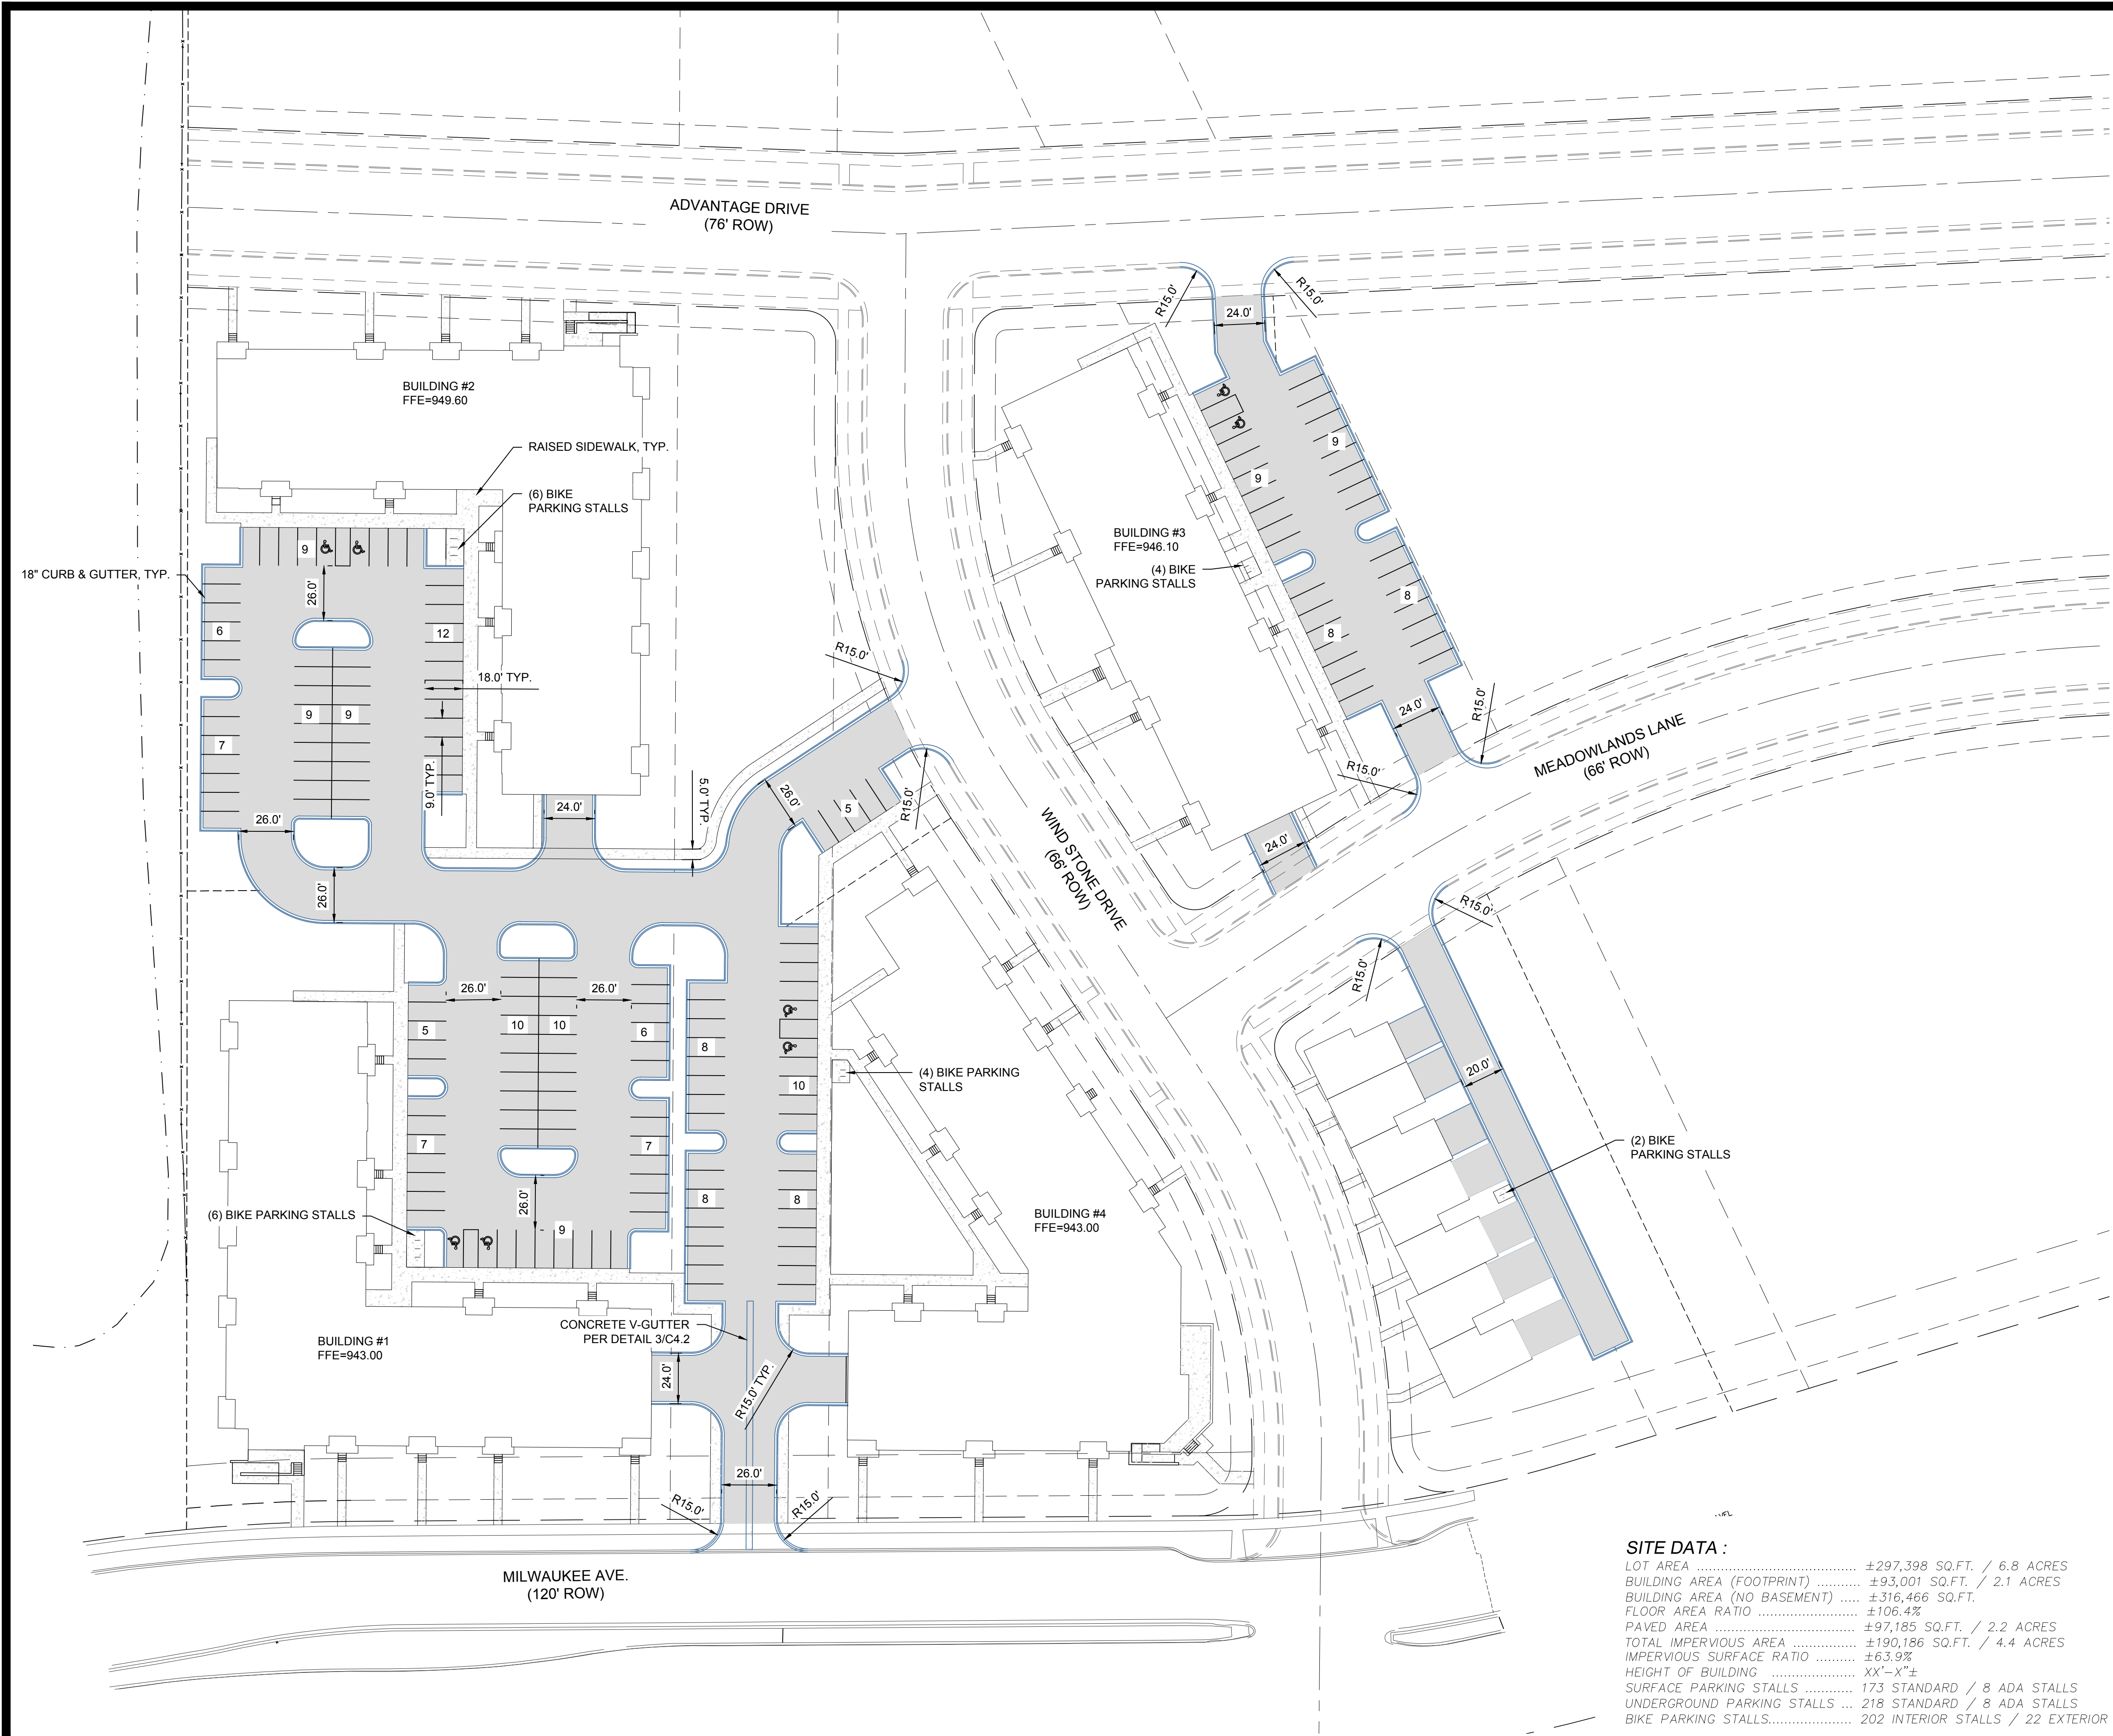 ADVANTAGE DRIVE
(76' ROW)
R15.0'
R15.0'
24.0'
BUILDING #2
FFE=949.60
RAISED SIDEWALK, TYP.
(6) BIKE
PARKING STALLS
9
9
BUILDING #3
FFE=946.10
(4) BIKE
PARKING STALLS
9
18" CURB & GUTTER, TYP.
26.0'
6
12
8
8
R15.0'
18.0' TYP.
9
9
7
24.0'
R15.0'
MEADOWLANDS LANE
(66' ROW)
R15.0'
9.0' TYP.
5.0' TYP.
26.0'
5
R15.0'
24.0'
26.0'
WIND STONE DRIVE
(66' ROW)
24.0'
26.0'
R15.0'
R15.0'
26.0'
26.0'
5
10
10
6
8
20.0'
(4) BIKE PARKING
STALLS
10
7
7
(2) BIKE
PARKING STALLS
26.0'
8
8
(6) BIKE PARKING STALLS
9
BUILDING #4
FFE=943.00
CONCRETE V-GUTTER
PER DETAIL 3/C4.2
BUILDING #1
FFE=943.00
24.0'
R15.0' TYP.
26.0'
R15.0'
R15.0'
MILWAUKEE AVE.
(120' ROW)
SITE DATA :
LOT AREA ...................................... ±297,398 SQ.FT. / 6.8 ACRES
BUILDING AREA (FOOTPRINT) .......... ±93,001 SQ.FT. / 2.1 ACRES
BUILDING AREA (NO BASEMENT) ..... ±316,466 SQ.FT.
FLOOR AREA RATIO ....................... ±106.4%
PAVED AREA ................................ ±97,185 SQ.FT. / 2.2 ACRES
TOTAL IMPERVIOUS AREA ............... ±190,186 SQ.FT. / 4.4 ACRES
IMPERVIOUS SURFACE RATIO ......... ±63.9%
HEIGHT OF BUILDING .................... XX'-X"±
SURFACE PARKING STALLS ........... 173 STANDARD / 8 ADA STALLS
UNDERGROUND PARKING STALLS ... 218 STANDARD / 8 ADA STALLS
BIKE PARKING STALLS.................... 202 INTERIOR STALLS / 22 EXTERIOR